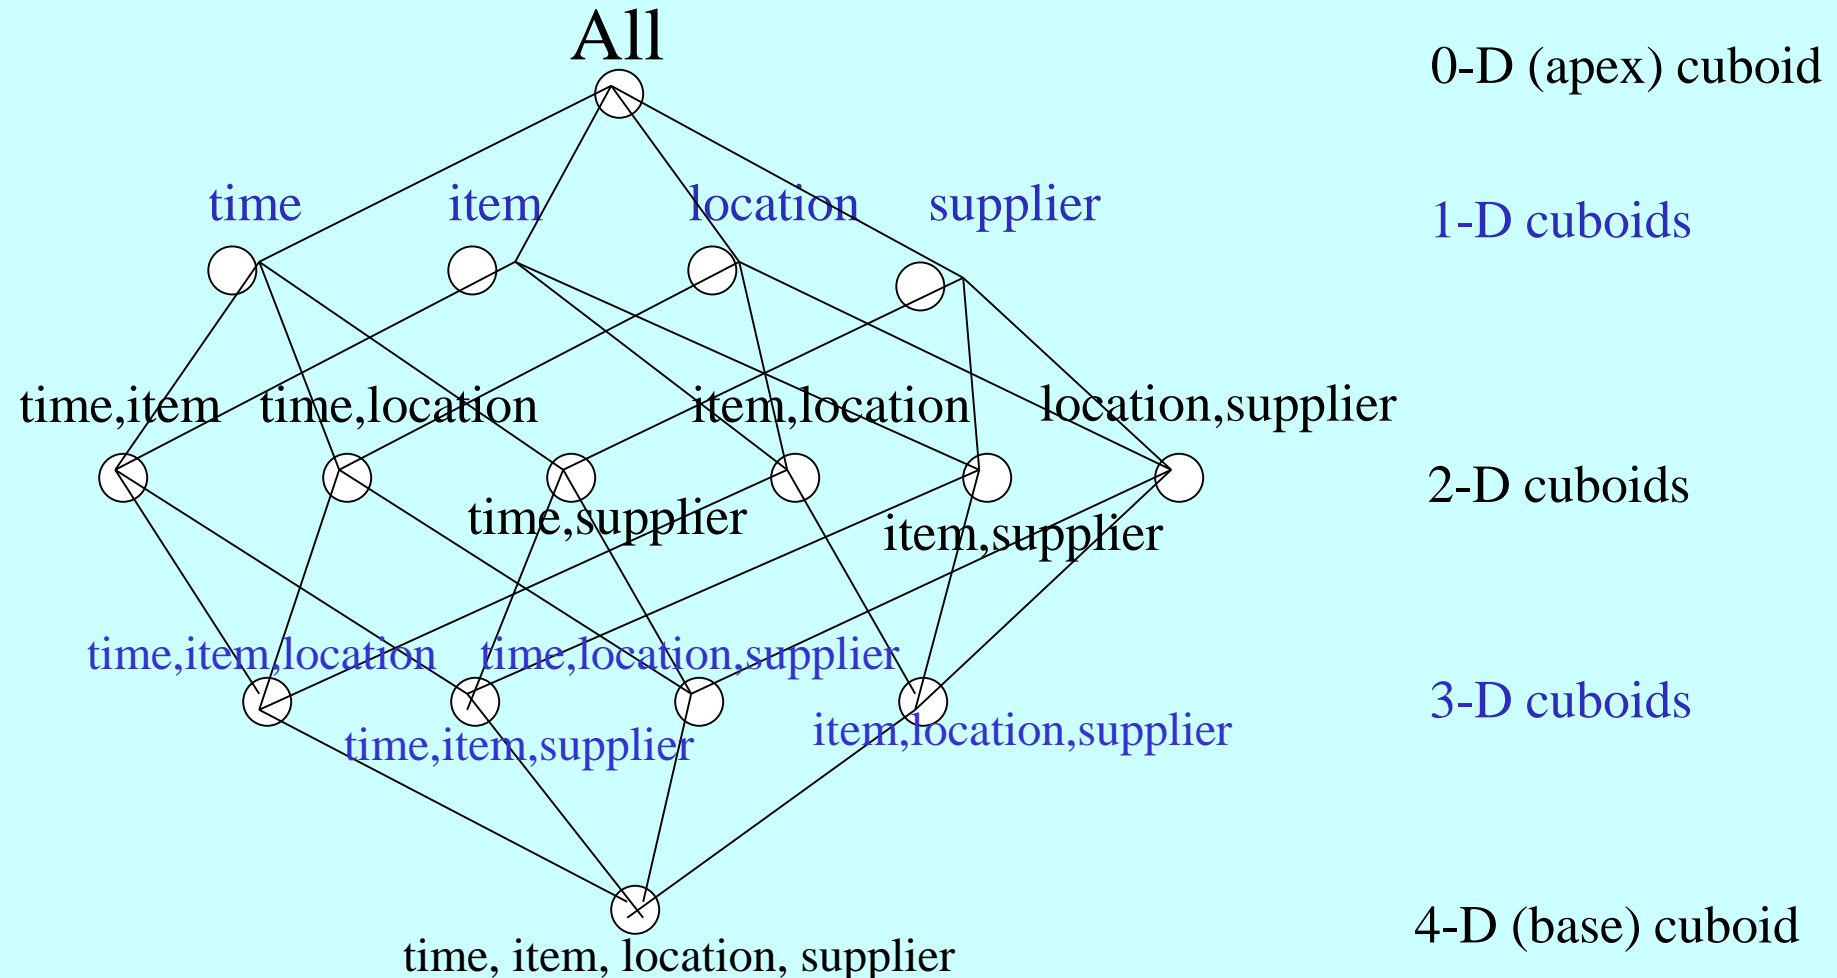 All
0-D (apex) cuboid
time
item
location
supplier
1-D cuboids
time,item
time,location
item,location
location,supplier
2-D cuboids
time,supplier
item,supplier
time,item,location
time,location,supplier
3-D cuboids
time,item,supplier
item,location,supplier
4-D (base) cuboid
time, item, location, supplier